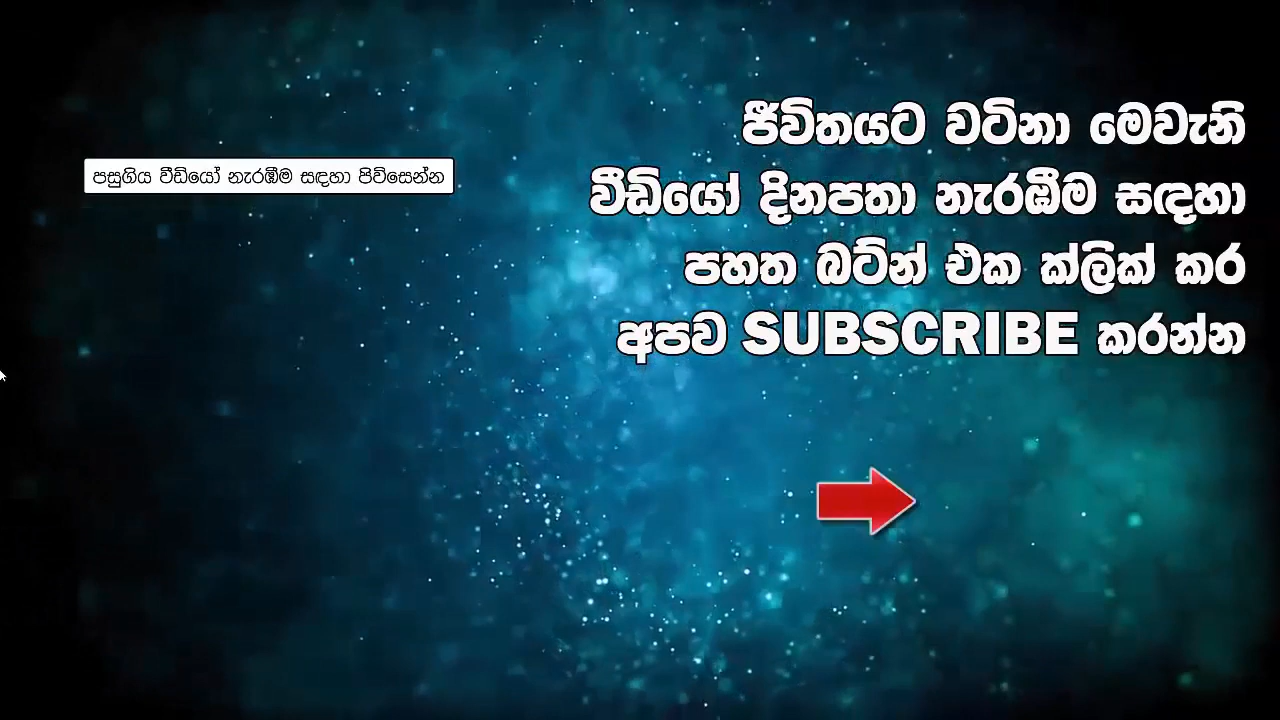 ජීවිතයට වටිනා මෙවැනි
වීඩියෝ දිනපතා නැරඹීම සඳහා
පහත බටන් එක ක්ලික් කර
අපව SUBSCRIBE කරන්න
පසුගිය වීඩියෝ නැරඹීම සඳහා පිවිසෙන්න